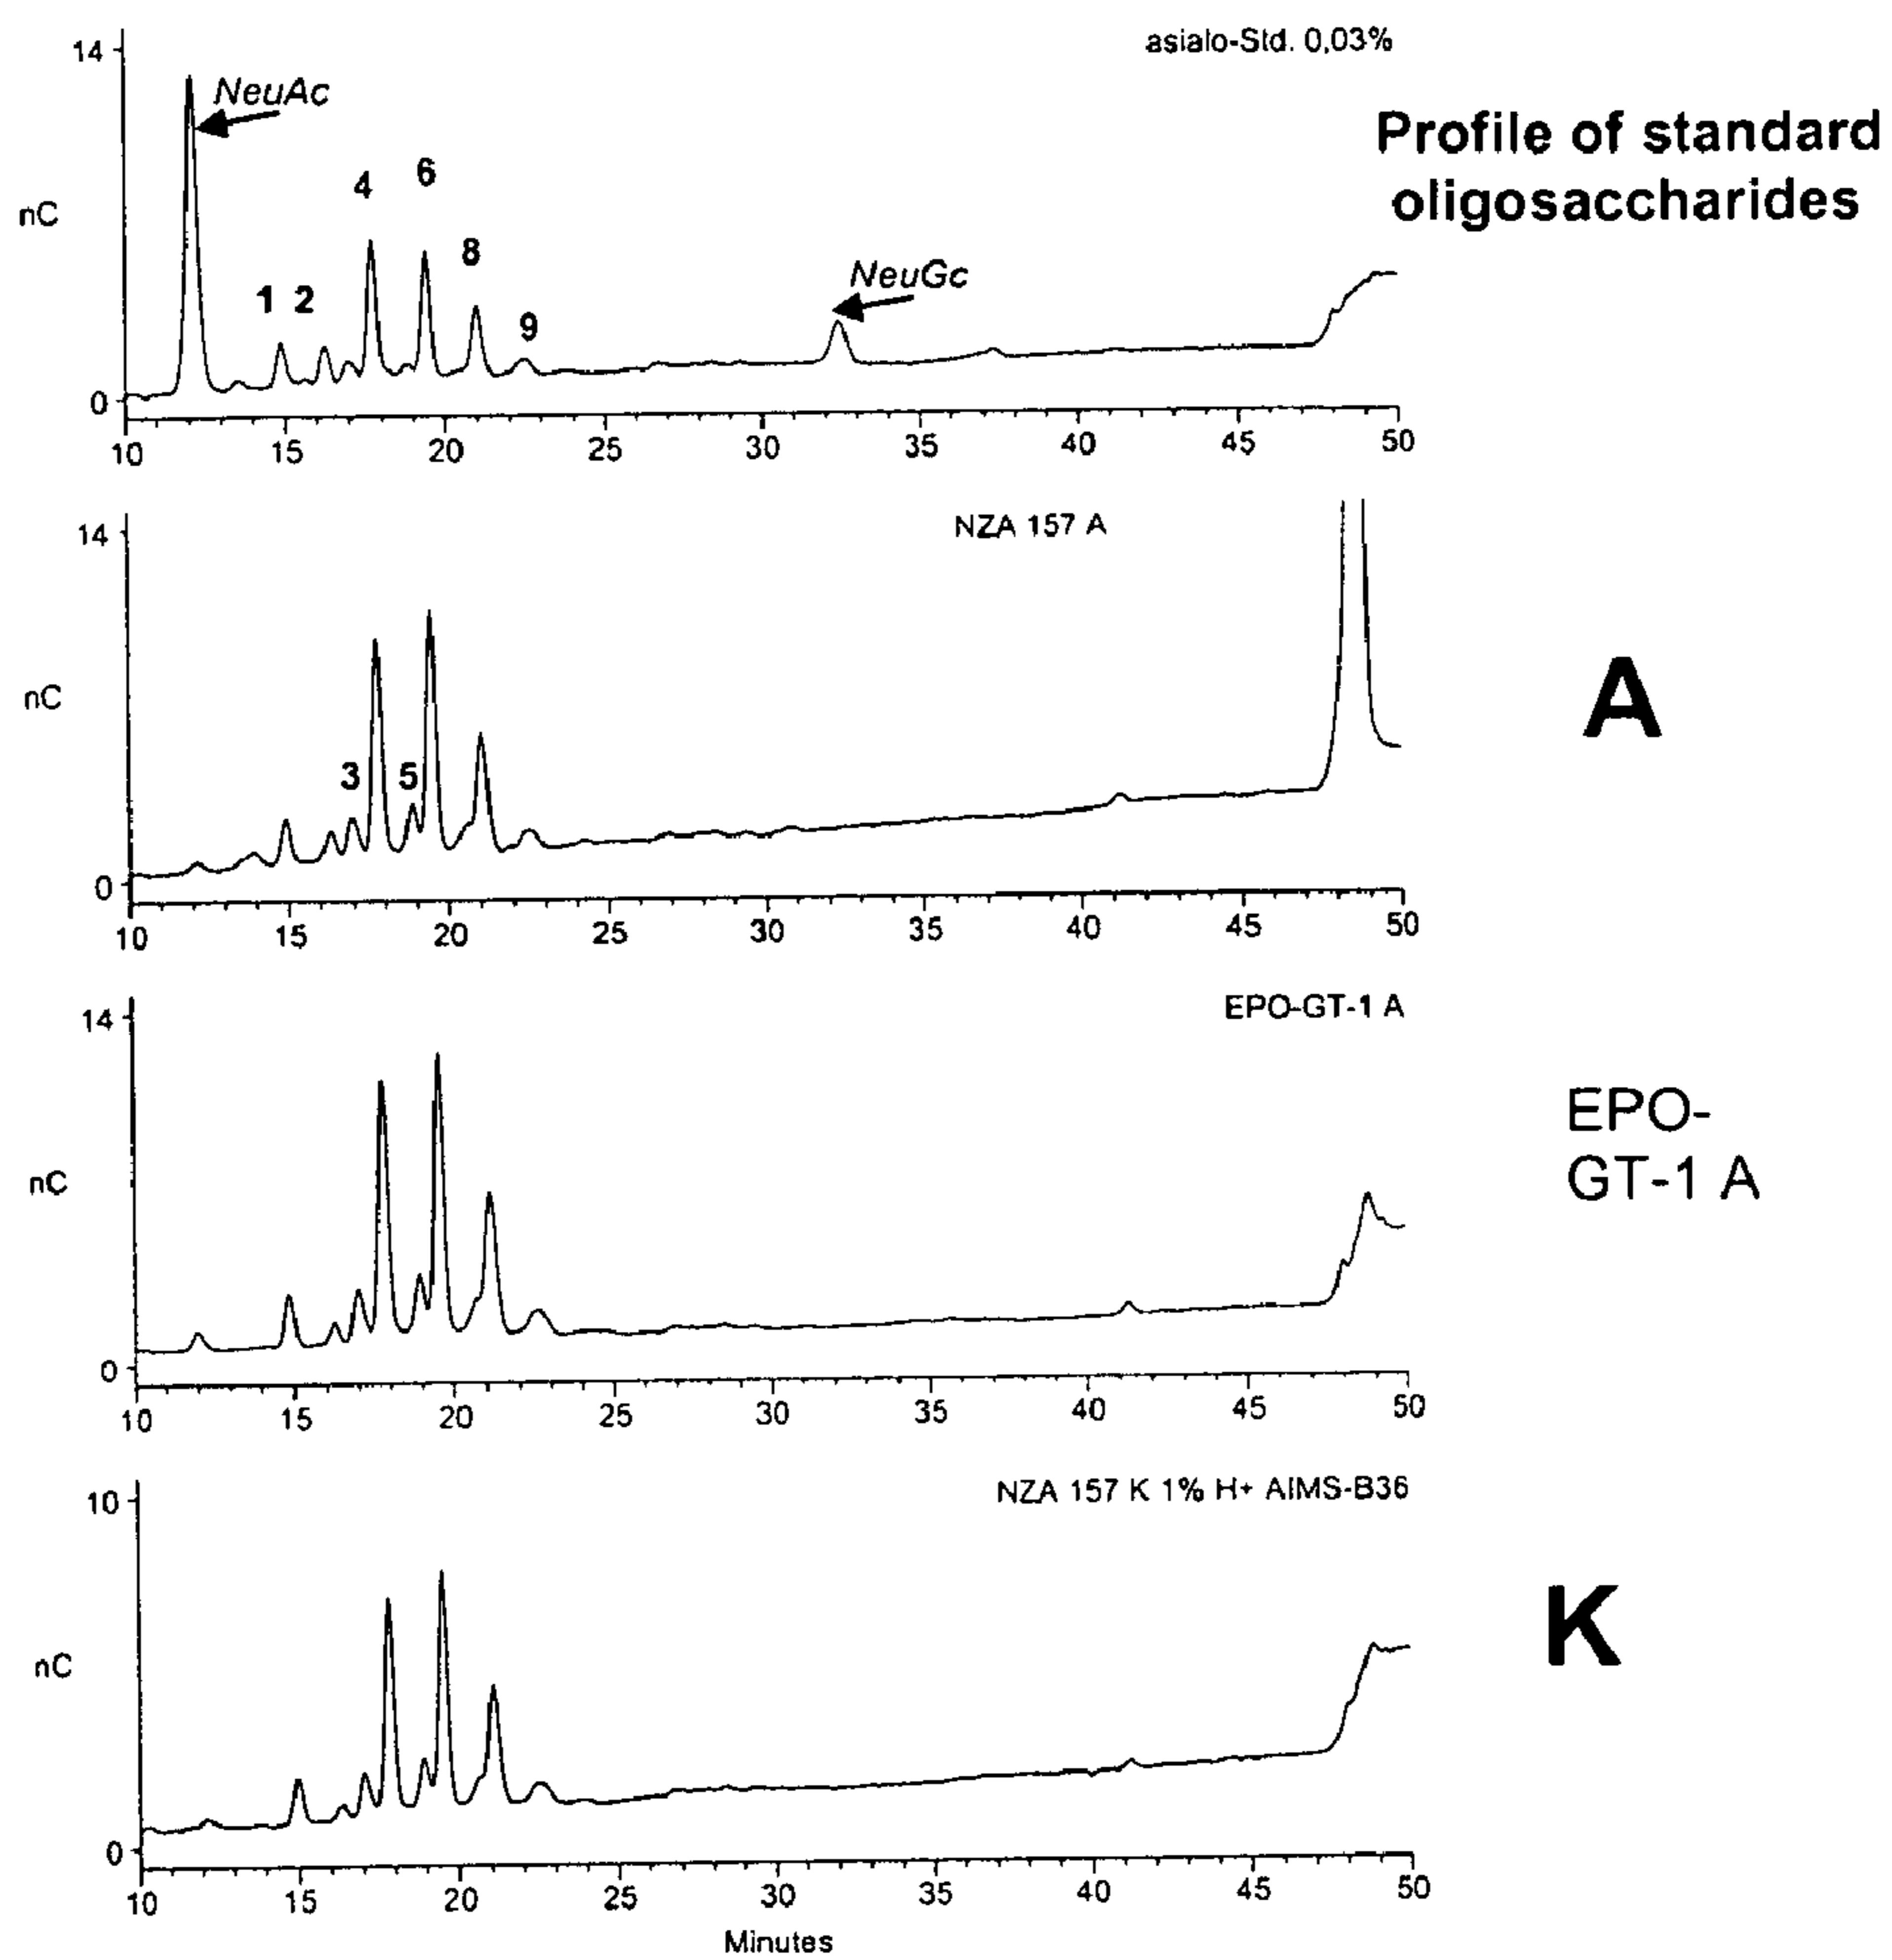 asialo-Std. 0,03%
14
NeuAc
Profile of standard
oligosaccharides
4
6
nC
8
NeuGc
1
2
9
0
10 15 20 25 30 35 40 45 50
NZA 157 A
14
nC
A
3
5
0
10 15 20 25 30 35 40 45 50
EPO-GT-1 A
14
EPO-
GT-1 A
nC
0
10 15 20 25 30 35 40 45 50
NZA 157 K 1% H+ AIMS-B36
10
K
nC
0
10 15 20 25 30 35 40 45 50
Minutes